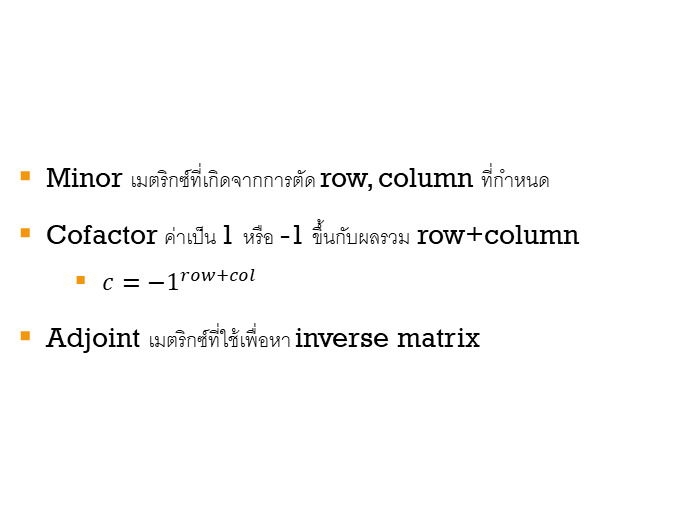 Minor เมตริกซ์ที่เกิดจากการตัด row, column ที่กำหนด
Cofactor ค่าเป็น 1 หรือ -1 ขึ้นกับผลรวม row+column
c = −1^{row+col}
Adjoint เมตริกซ์ที่ใช้เพื่อหา inverse matrix